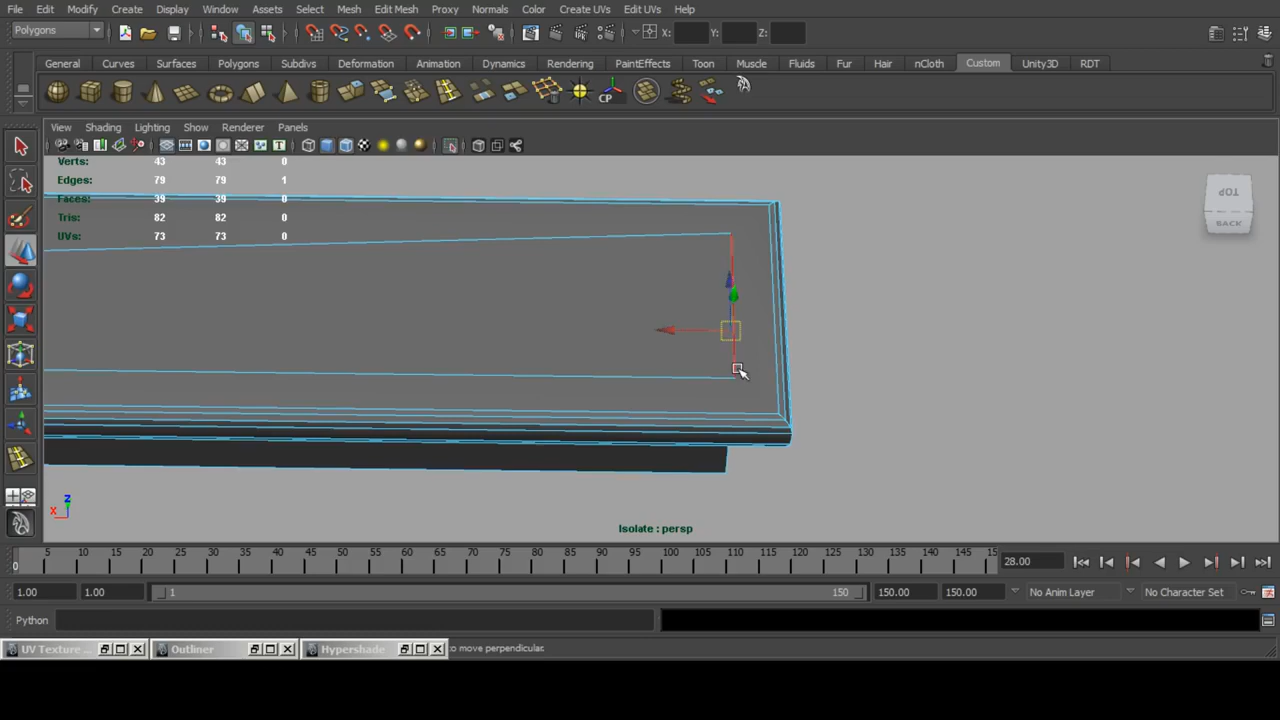 File Edit Modify Create Display Window Assets Select Mesh Edit Mesh Proxy Normals Color Create UVs Edit UVs Help
Polygons X: Y: Z:
General Curves Surfaces Polygons Subdivs Deformation Animation Dynamics Rendering PaintEffects Toon Muscle Fluids Fur Hair nCloth Custom Unity3D RDT
CP
View Shading Lighting Show Renderer Panels
Verts: 43 43 0
Edges: 79 79 1
Faces: 39 39 0
Tris: 82 82 0
UVs: 73 73 0
TOP
BACK
z
x
Isolate : persp
0 5 10 15 20 25 30 35 40 45 50 55 60 65 70 75 80 85 90 95 100 105 110 115 120 125 130 135 140 145 15 28.00
1.00 1.00 1 150 150.00 150.00 No Anim Layer No Character Set
Python
UV Texture ... Outliner Hypershade to move perpendicular.